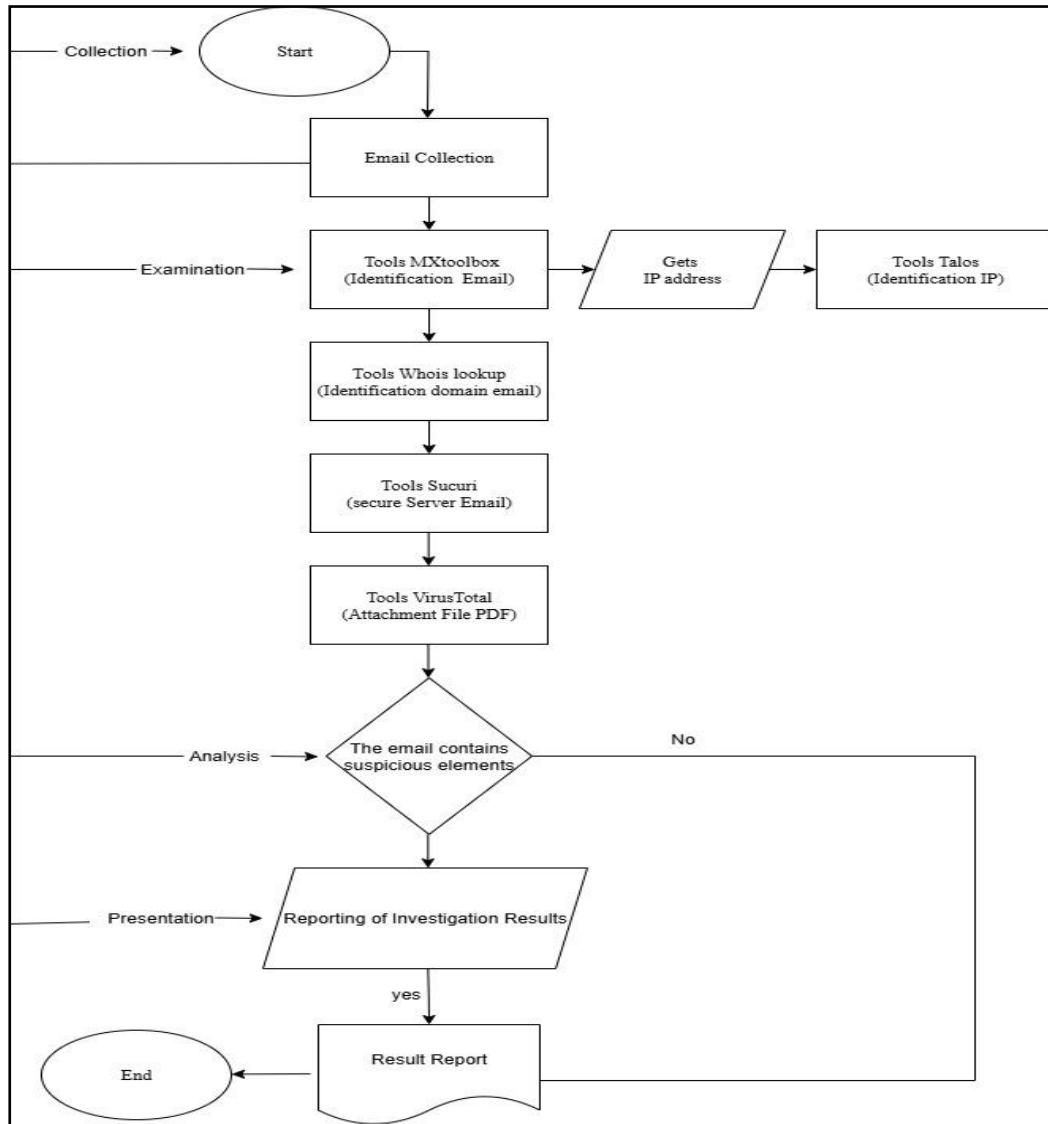 Collection
Start
Email Collection
Examination
Tools MXtoolbox
(Identification Email)
Gets
IP address
Tools Talos
(Identification IP)
Tools Whois lookup
(Identification domain email)
Tools Sucuri
(secure Server Email)
Tools VirusTotal
(Attachment File PDF)
Analysis
The email contains
suspicious elements
No
Presentation
Reporting of Investigation Results
yes
Result Report
End